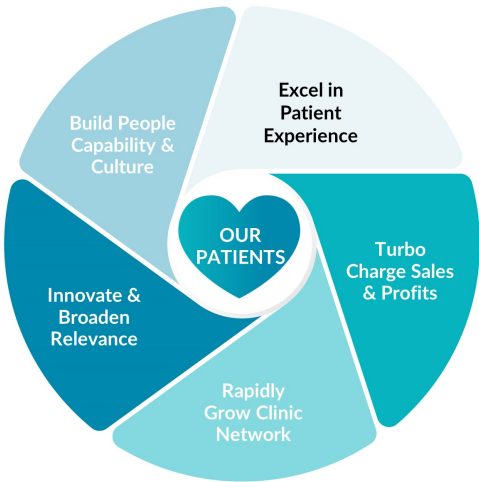 Excel in
Patient
Experience
Turbo
Charge Sales
& Profits
Rapidly
Grow Clinic
Network
Innovate &
Broaden
Relevance
Build People
Capability &
Culture
OUR
PATIENTS